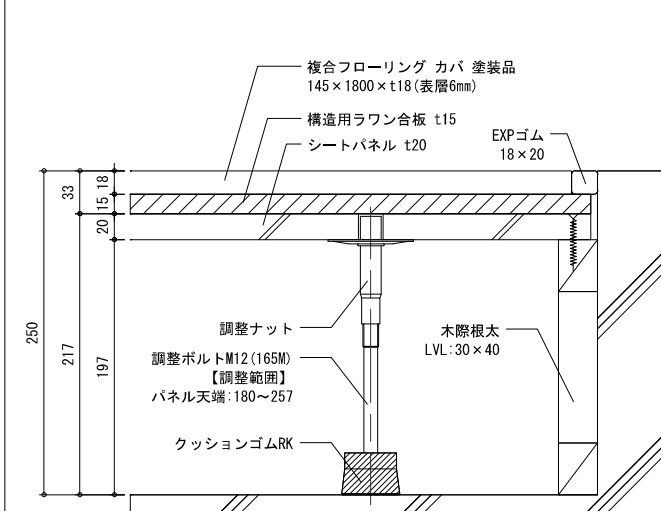 複合フローリング カバ 塗装品
145×1800×t18(表層6mm)
構造用ラワン合板 t15
シートパネル t20
EXPゴム
18×20
18
33
15
20
250
217
197
調整ナット
調整ボルトM12(165M)
【調整範囲】
パネル天端:180～257
クッションゴムRK
木際根太
LVL:30×40